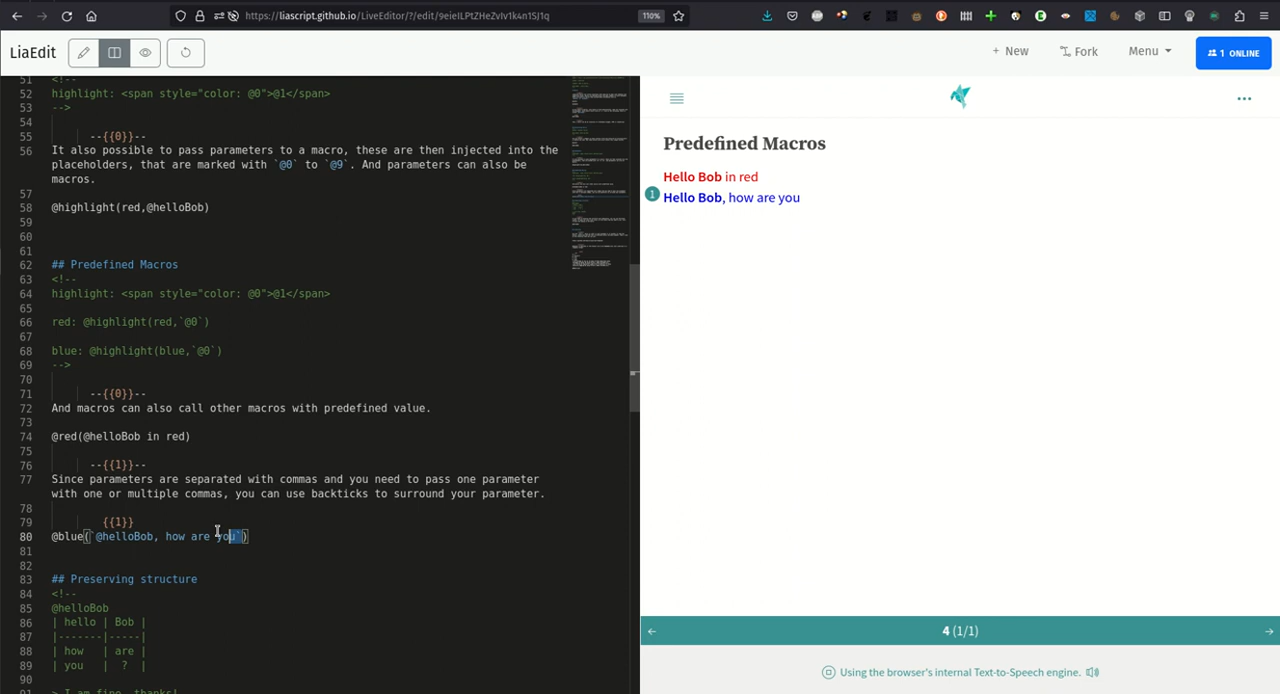 https://liascript.github.io/LiveEditor/?/edit/9eieILPtZHeZvIv1k4n1SJ1q
110%
LiaEdit
+ New
Fork
Menu
1 ONLINE
51 <!--
52 highlight: <span style="color: @0">@1</span>
53 -->
54
55 --{{0}}--
56 It also possible to pass parameters to a macro, these are then injected into the
placeholders, that are marked with `@0` to `@9`. And parameters can also be
macros.
57
58 @highlight(red,@helloBob)
59
60
61
62 ## Predefined Macros
63 <!--
64 highlight: <span style="color: @0">@1</span>
65
66 red: @highlight(red,`@0`)
67
68 blue: @highlight(blue,`@0`)
69 -->
70
71 --{{0}}--
72 And macros can also call other macros with predefined value.
73
74 @red(@helloBob in red)
75
76 --{{1}}--
77 Since parameters are separated with commas and you need to pass one parameter
with one or multiple commas, you can use backticks to surround your parameter.
78
79 {{1}}
80 @blue(`@helloBob, how are you`)
81
82
83 ## Preserving structure
84 <!--
85 @helloBob
86 | hello | Bob |
87 |-------|-----|
88 | how | are |
89 | you | ? |
90
91 > I am fine, thanks!
Predefined Macros
Hello Bob in red
1 Hello Bob, how are you
4 (1/1)
Using the browser's internal Text-to-Speech engine.